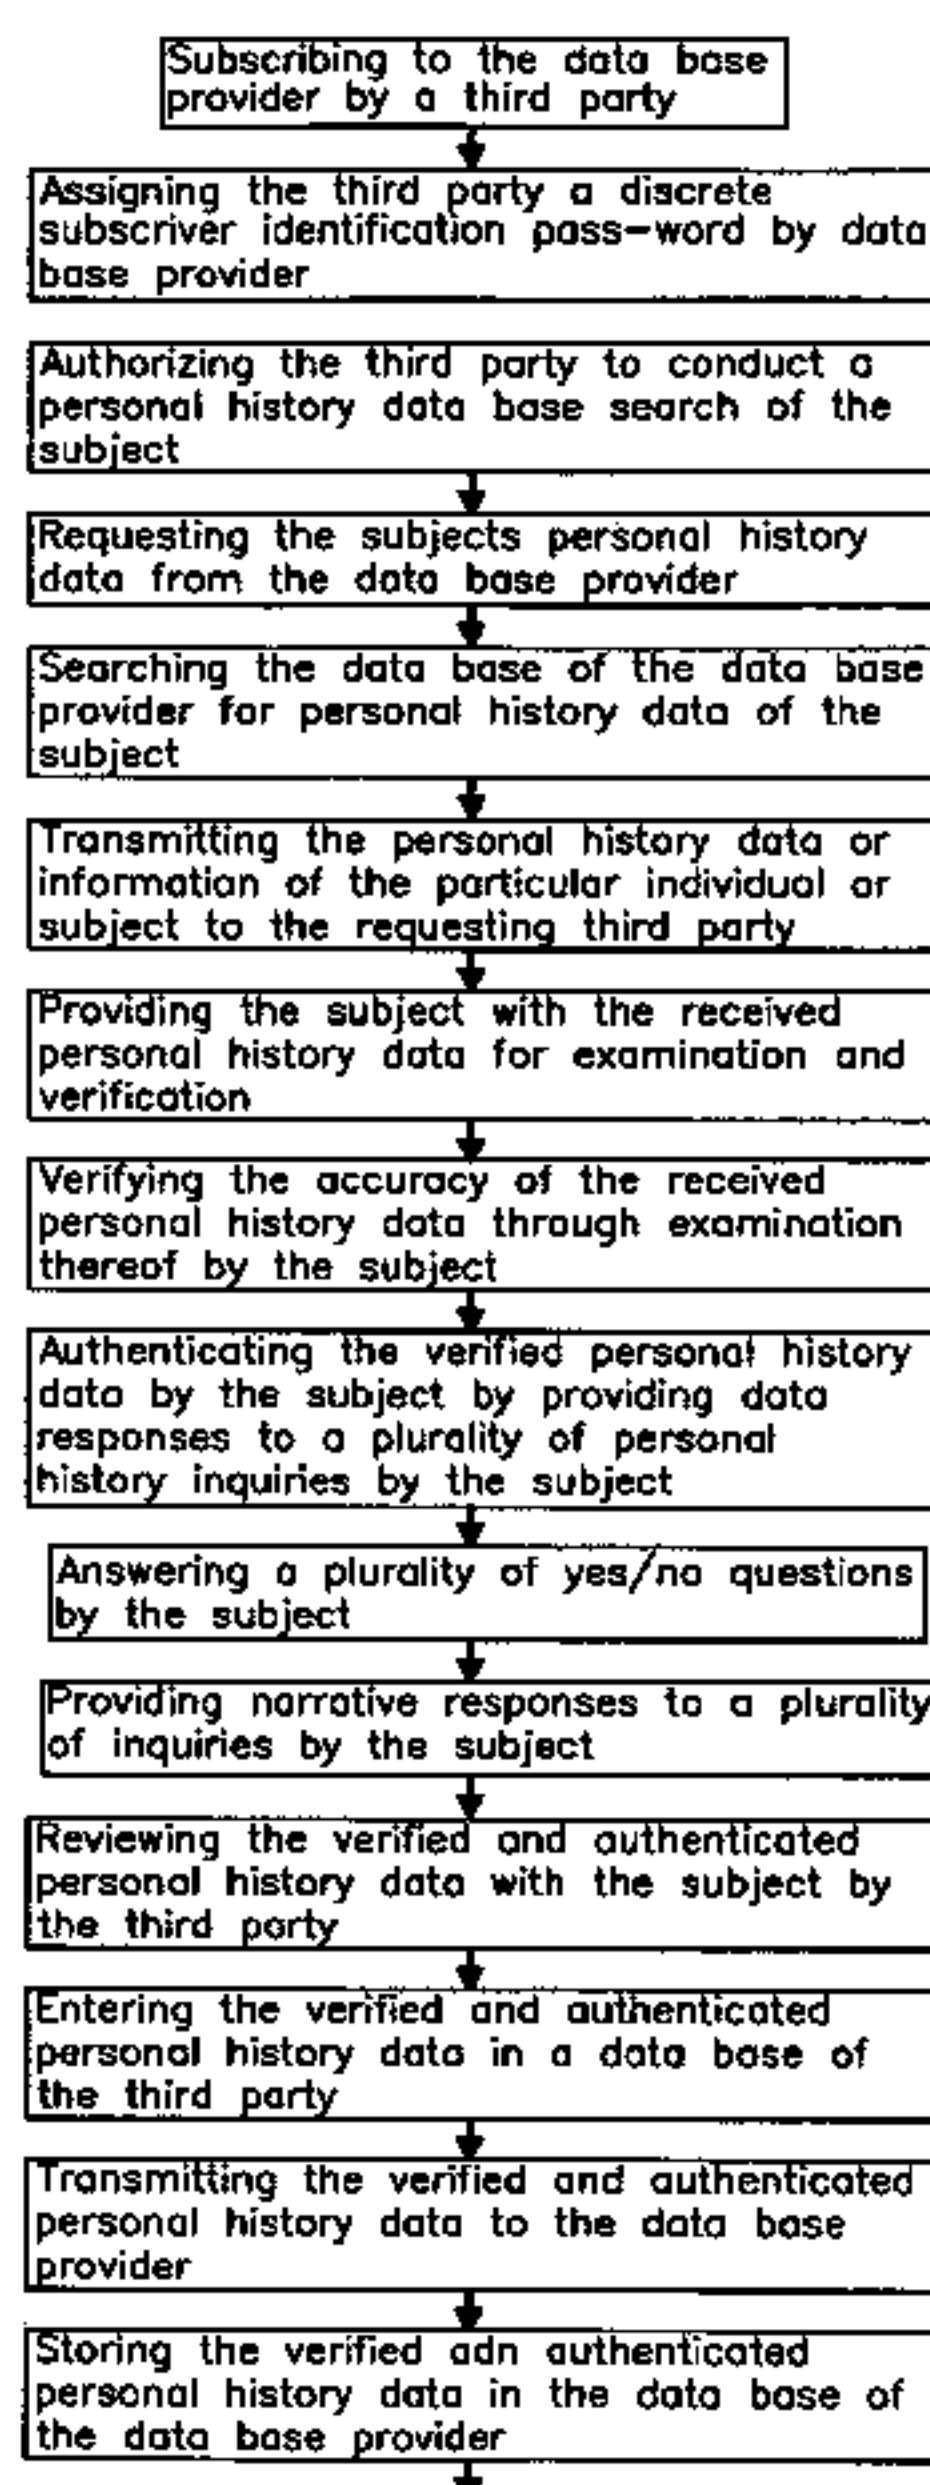 Subscribing to the data base
provider by a third party
Assigning the third party a discrete
subscriver identification pass-word by data
base provider
Authorizing the third party to conduct a
personal history data base search of the
subject
Requesting the subjects personal history
data from the data base provider
Searching the data base of the data base
provider for personal history data of the
subject
Transmitting the personal history data or
information of the particular individual or
subject to the requesting third party
Providing the subject with the received
personal history data for examination and
verification
Verifying the accuracy of the received
personal history data through examination
thereof by the subject
Authenticating the verified personal history
data by the subject by providing data
responses to a plurality of personal
history inquiries by the subject
Answering a plurality of yes/no questions
by the subject
Providing narrative responses to a plurality
of inquiries by the subject
Reviewing the verified and authenticated
personal history data with the subject by
the third party
Entering the verified and authenticated
personal history data in a data base of
the third party
Transmitting the verified and authenticated
personal history data to the data base
provider
Storing the verified adn authenticated
personal history data in the data base of
the data base provider